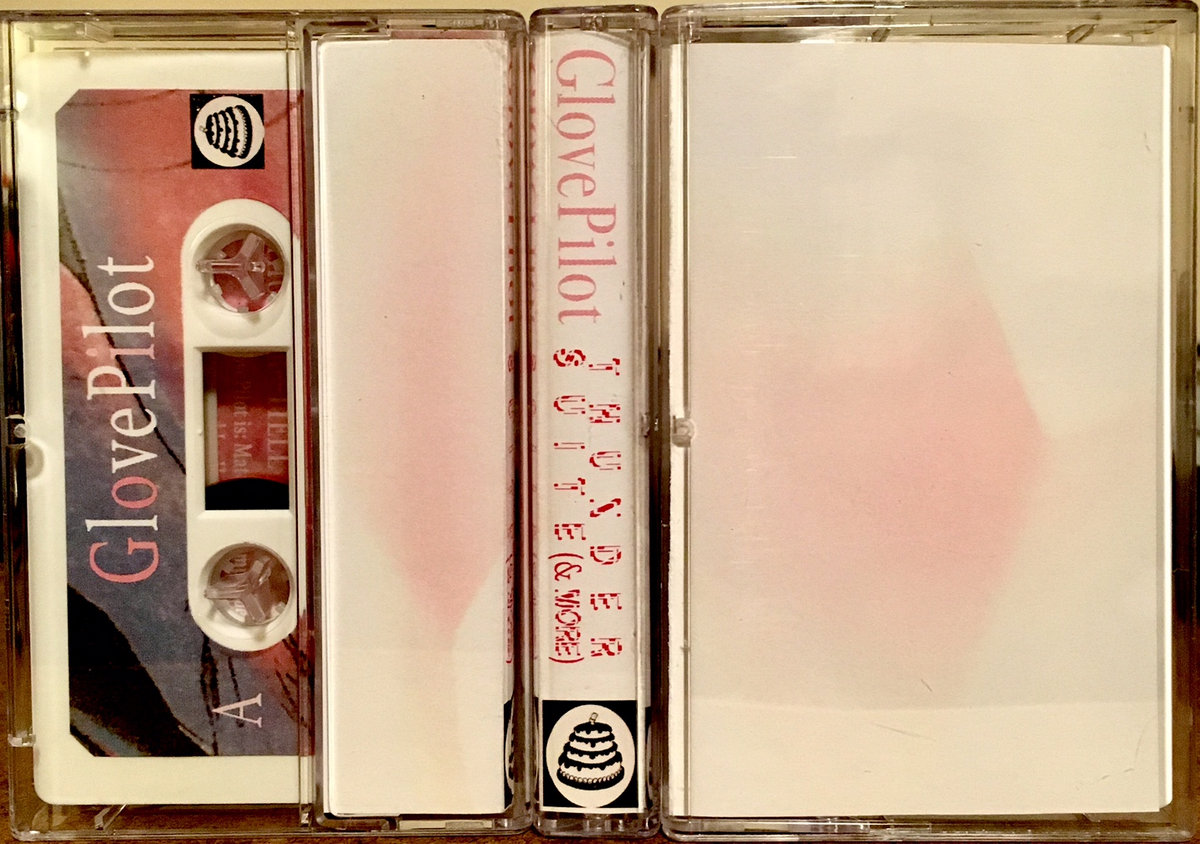 GlovePilot
A
GlovePilot
THUNDER
SUITE (& MORE)